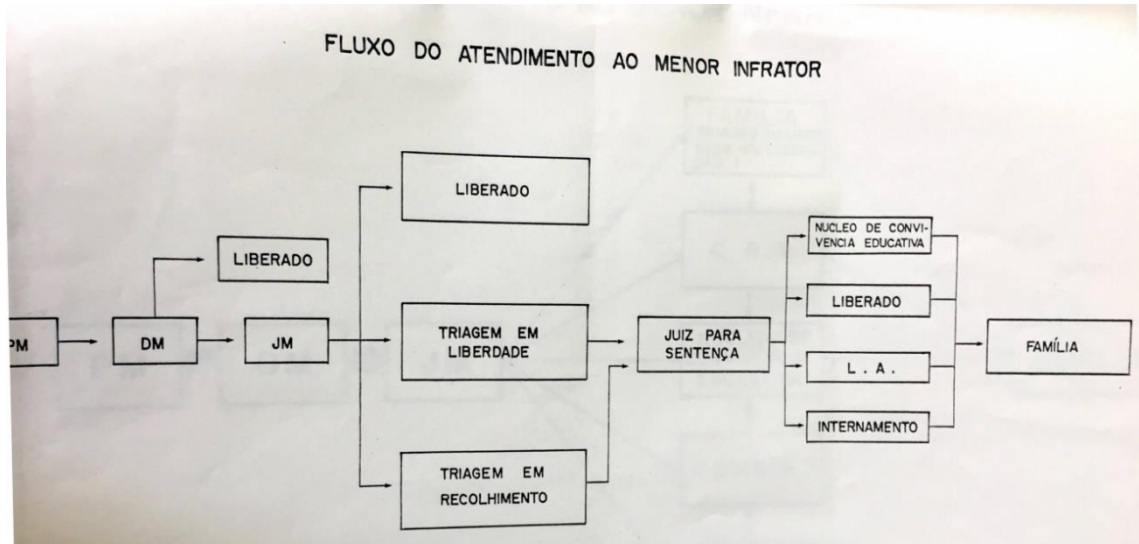 FLUXO DO ATENDIMENTO AO MENOR INFRATOR
LIBERADO
LIBERADO
NUCLEO DE CONVI-
VENCIA EDUCATIVA
LIBERADO
PM
DM
JM
TRIAGEM EM
LIBERDADE
JUIZ PARA
SENTENÇA
FAMÍLIA
L. A.
INTERNAMENTO
TRIAGEM EM
RECOLHIMENTO